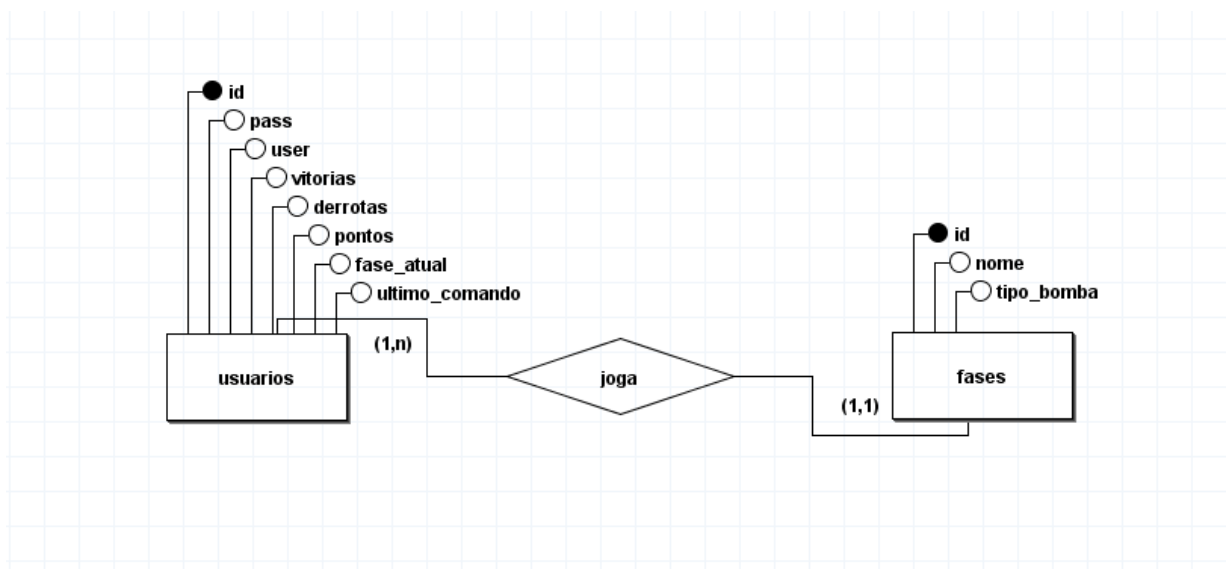 id
pass
user
vitorias
derrotas
pontos
fase_atual
ultimo_comando
(1,n)
usuarios
joga
id
nome
tipo_bomba
(1,1)
fases